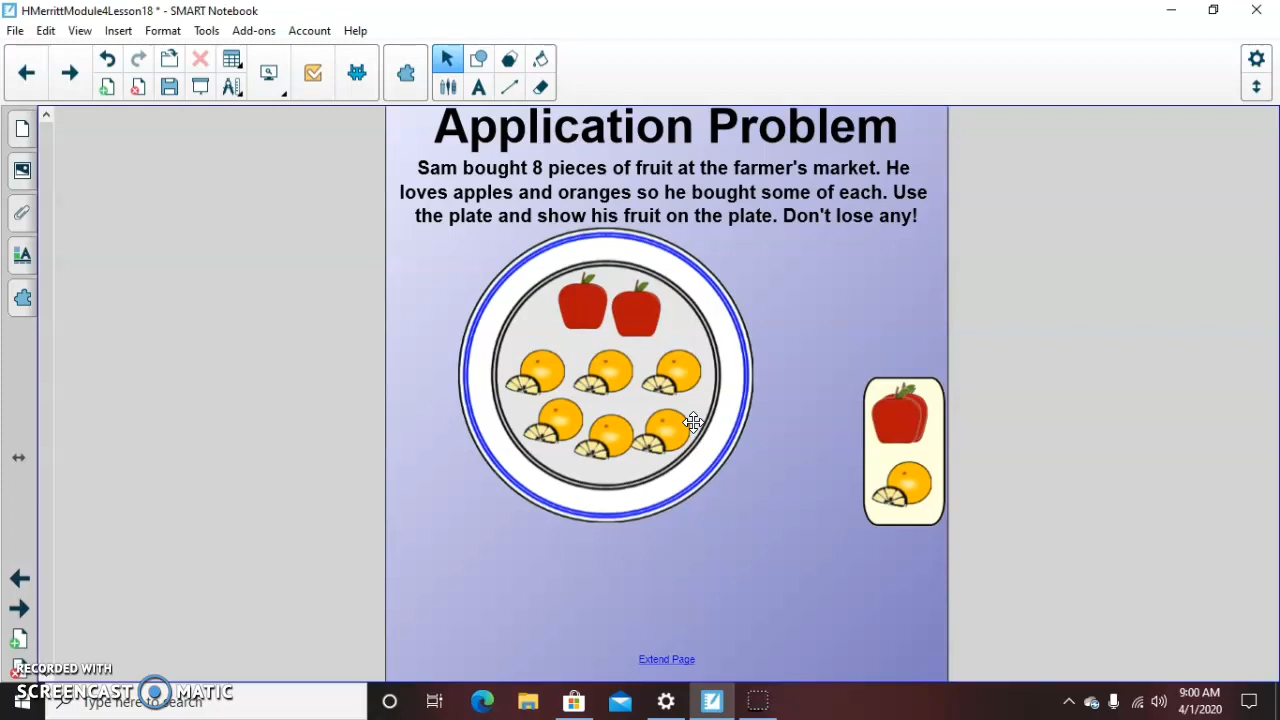 HMerrittModule4Lesson18 * - SMART Notebook
File Edit View Insert Format Tools Add-ons Account Help
Application Problem
Sam bought 8 pieces of fruit at the farmer's market. He
loves apples and oranges so he bought some of each. Use
the plate and show his fruit on the plate. Don't lose any!
Extend Page
RECORDED WITH
SCREENCAST MATIC
Type here to search
9:00 AM
4/1/2020